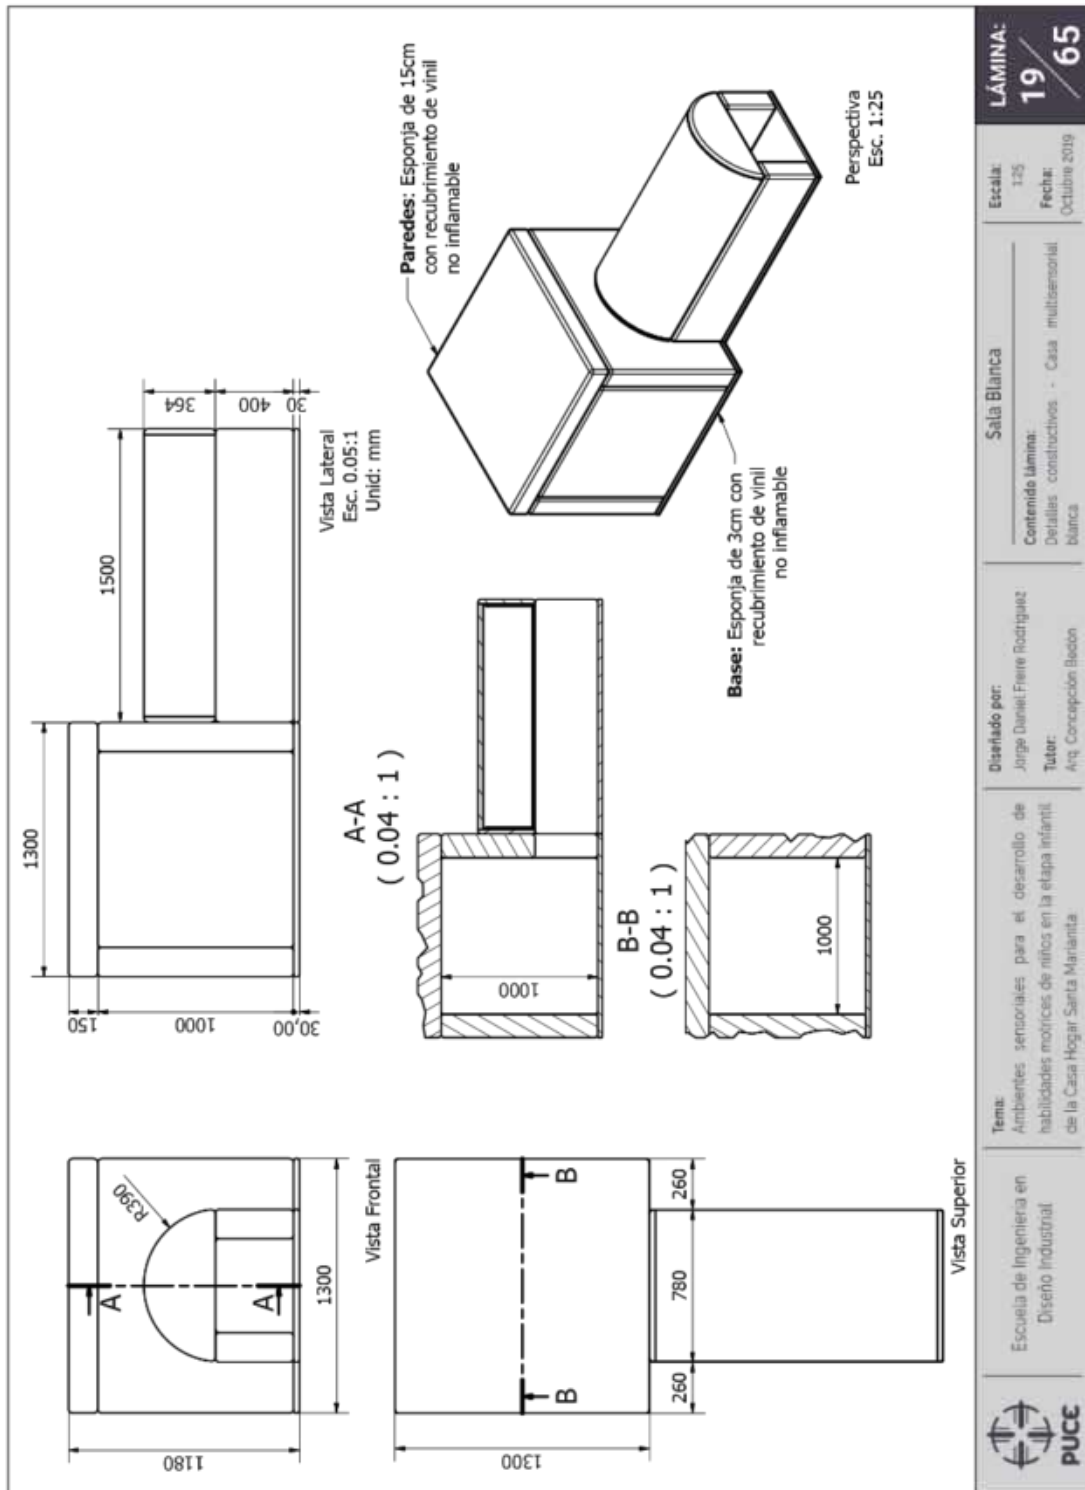 1180
R390
A
A
1300
Vista Frontal
150
1000
30,00
1300
1500
364
400
30
Vista Lateral
Esc. 0.05:1
Unid: mm
1300
B
B
260
780
260
Vista Superior
A-A
( 0.04 : 1 )
1000
B-B
( 0.04 : 1 )
1000
Paredes: Esponja de 15cm
con recubrimiento de vinil
no inflamable
Base: Esponja de 3cm con
recubrimiento de vinil
no inflamable
Perspectiva
Esc. 1:25
PUCE
Escuela de Ingeniería en
Diseño Industrial
Tema:
Ambientes sensoriales para el desarrollo de
habilidades motrices de niños en la etapa infantil
de la Casa Hogar Santa Marianita
Diseñado por:
Jorge Daniel Freire Rodríguez
Tutor:
Arq. Concepción Bedón
Sala Blanca
Contenido lámina:
Detalles constructivos - Casa multisensorial
blanca
Escala:
1:25
Fecha:
Octubre 2019
LÁMINA:
19/65